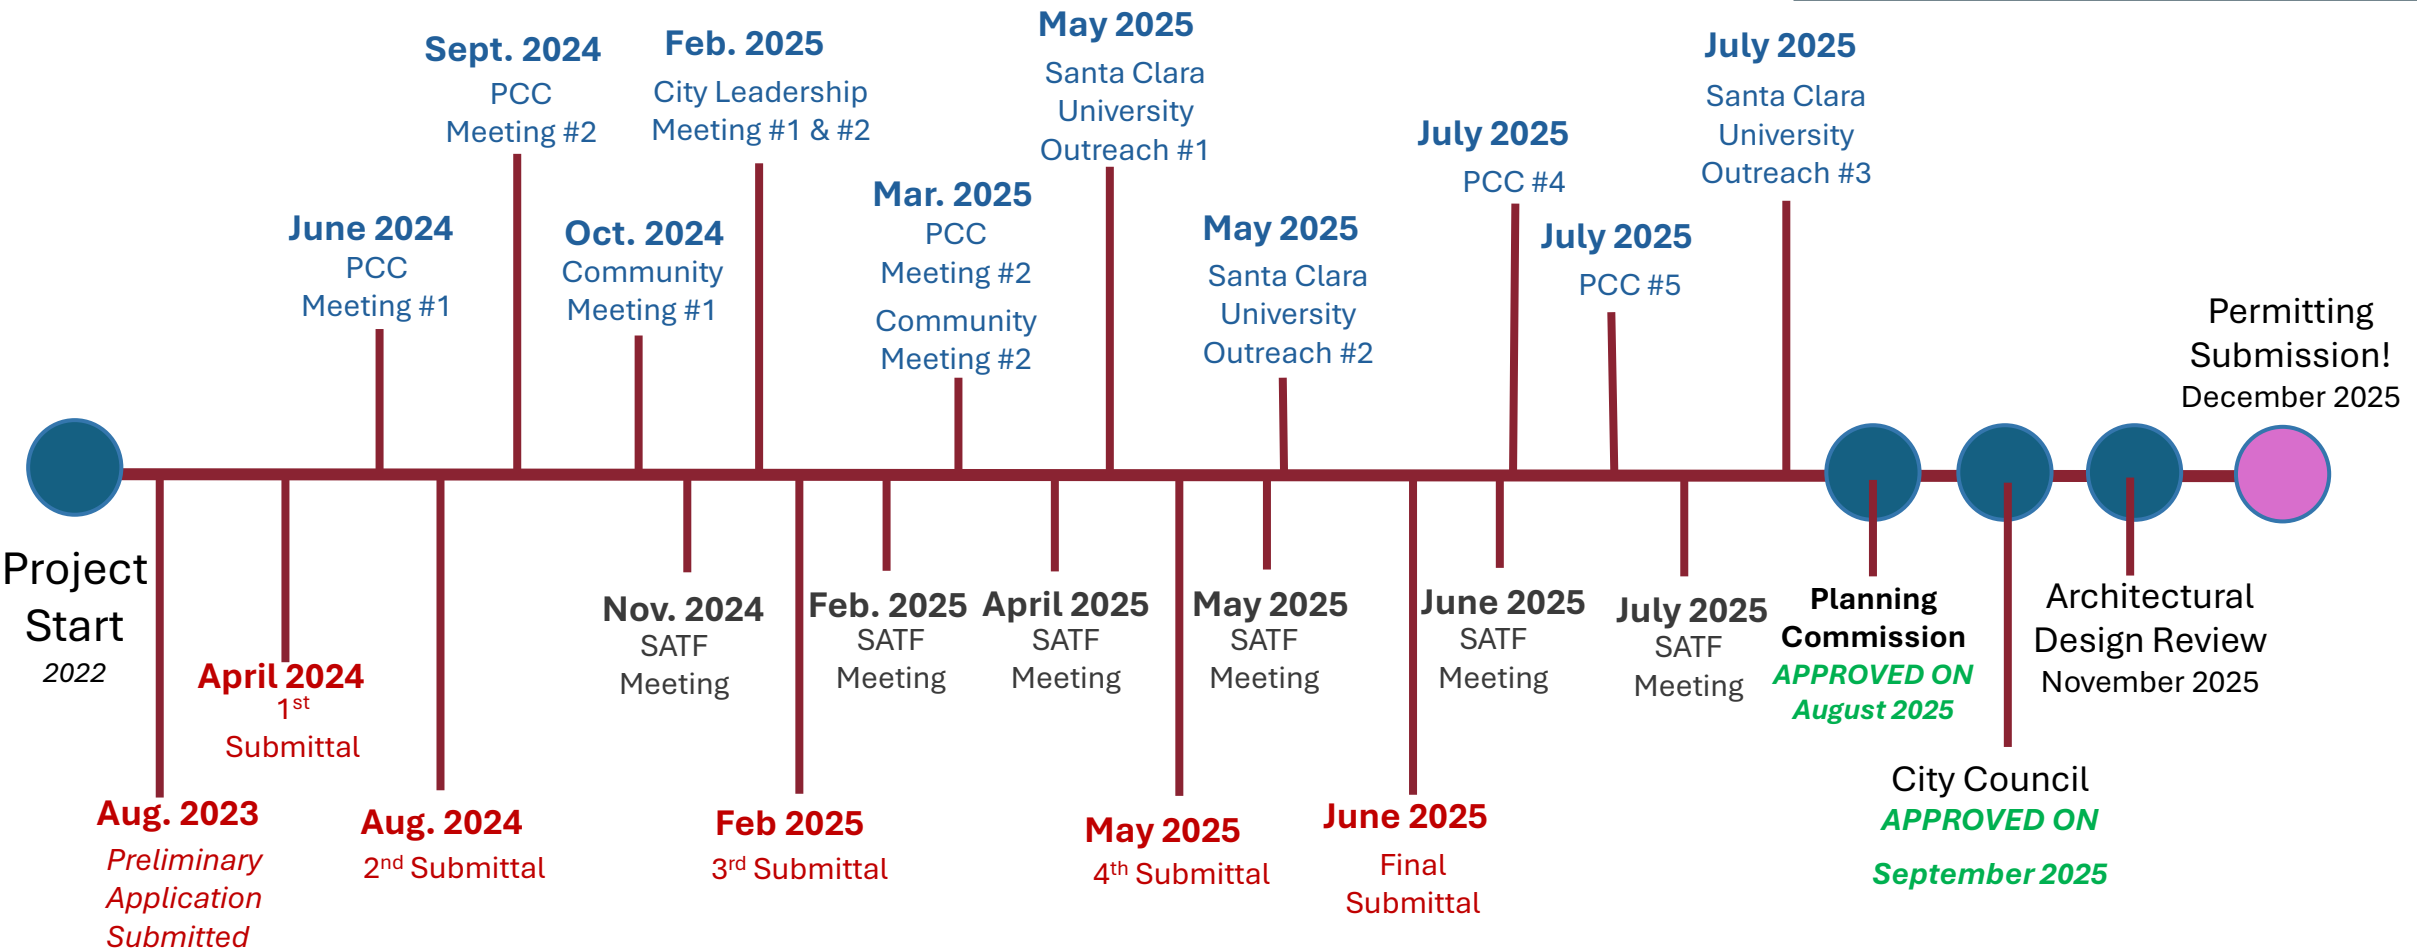 Sept. 2024
PCC
Meeting #2
Feb. 2025
City Leadership
Meeting #1 & #2
May 2025
Santa Clara
University
Outreach #1
July 2025
Santa Clara
University
Outreach #3
July 2025
PCC #4
June 2024
PCC
Meeting #1
Oct. 2024
Community
Meeting #1
Mar. 2025
PCC
Meeting #2
Community
Meeting #2
May 2025
Santa Clara
University
Outreach #2
July 2025
PCC #5
Permitting
Submission!
December 2025
Project
Start
2022
April 2024
1st
Submittal
Nov. 2024
SATF
Meeting
Feb. 2025
SATF
Meeting
April 2025
SATF
Meeting
May 2025
SATF
Meeting
June 2025
SATF
Meeting
July 2025
SATF
Meeting
Planning
Commission
APPROVED ON
August 2025
Architectural
Design Review
November 2025
Aug. 2023
Preliminary
Application
Submitted
Aug. 2024
2nd Submittal
Feb 2025
3rd Submittal
May 2025
4th Submittal
June 2025
Final
Submittal
City Council
APPROVED ON
September 2025